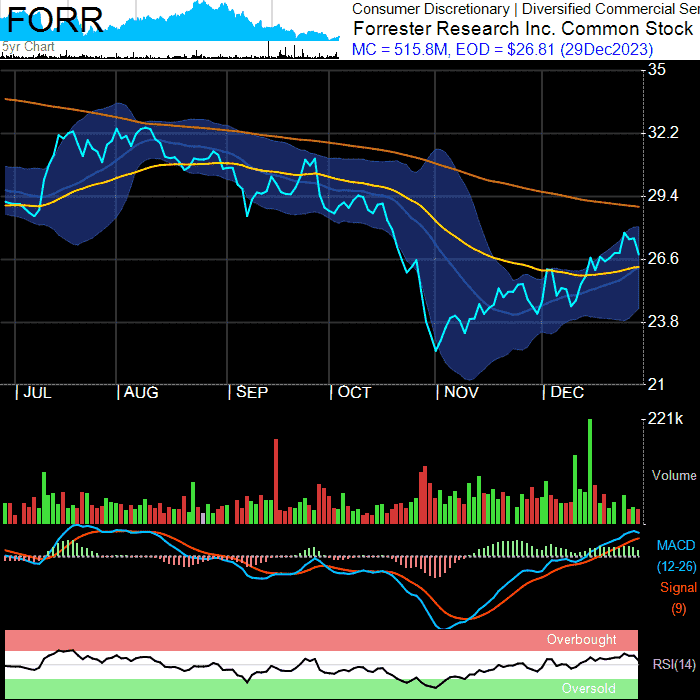 FORR
5yr Chart
Consumer Discretionary | Diversified Commercial Ser
Forrester Research Inc. Common Stock
MC = 515.8M, EOD = $26.81 (29Dec2023)
35
32.2
29.4
26.6
23.8
21
JUL AUG SEP OCT NOV DEC
221k
Volume
MACD
(12-26)
Signal
(9)
Overbought
RSI(14)
Oversold